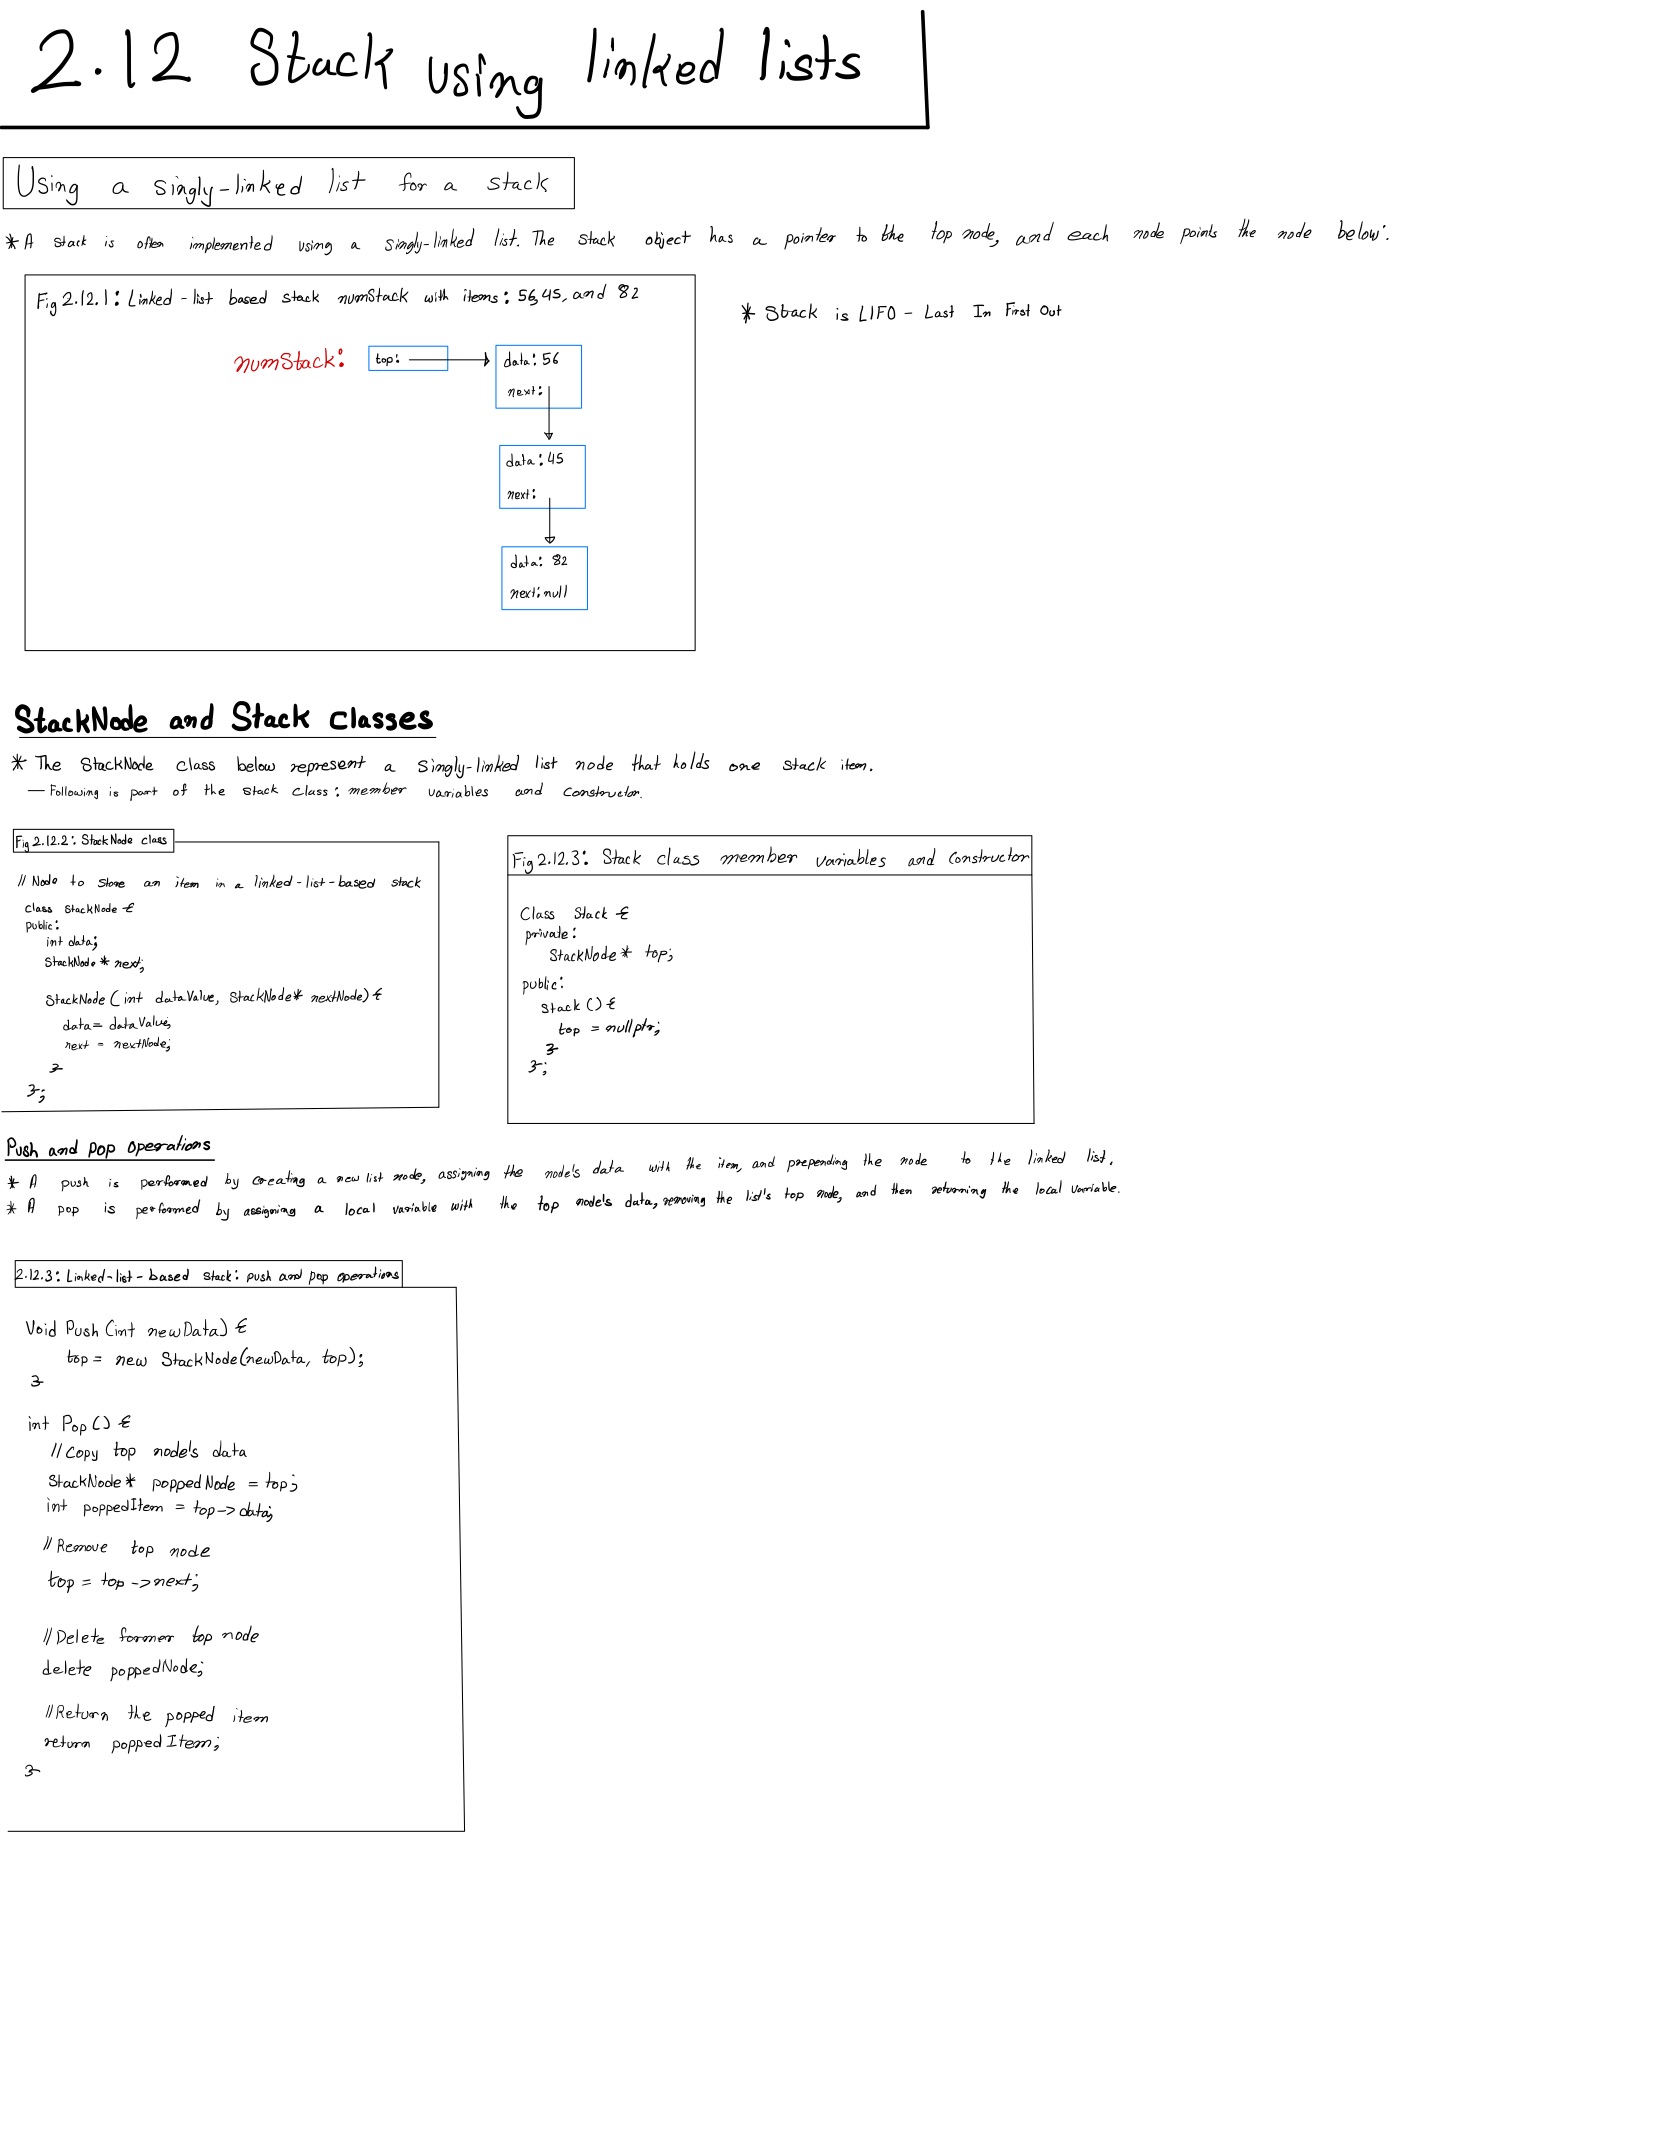 2.12 Stack using linked lists
Using a singly-linked list for a stack
* A stack is often implemented using a singly-linked list. The stack object has a pointer to the top node, and each node points the node below.
Fig 2.12.1: Linked-list based stack numStack with items: 56,45, and 82
* Stack is LIFO - Last In First Out
numStack:
top:
data: 56
next:
data: 45
next:
data: 82
next: null
StackNode and Stack classes
* The StackNode class below represent a singly-linked list node that holds one stack item.
— Following is part of the stack class: member variables and constructor.
Fig 2.12.2: StackNode class
// Node to store an item in a linked-list-based stack
class StackNode {
public:
int data;
StackNode * next;
StackNode (int dataValue, StackNode* nextNode) {
data = dataValue;
next = nextNode;
}
};
Fig 2.12.3: Stack class member variables and constructor
Class Stack {
private:
StackNode* top;
public:
Stack () {
top = nullptr;
}
};
Push and pop operations
* A push is performed by creating a new list node, assigning the node's data with the item, and prepending the node to the linked list.
* A pop is performed by assigning a local variable with the top node's data, removing the list's top node, and then returning the local variable.
2.12.3: Linked-list-based stack: push and pop operations
Void Push (int newData) {
top = new StackNode(newData, top);
}
int Pop () {
// Copy top node's data
StackNode* poppedNode = top;
int poppedItem = top->data;
// Remove top node
top = top->next;
// Delete former top node
delete poppedNode;
// Return the popped item
return poppedItem;
}